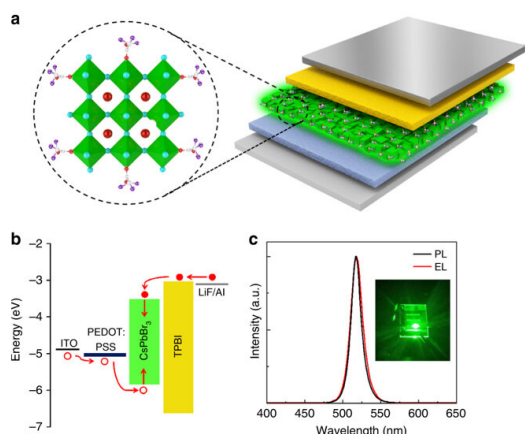 a
b
–2
–3
–4
–5
–6
–7
Energy (eV)
ITO
PEDOT:
PSS
CsPbBr3
TPBI
LiF/Al
c
PL
EL
Intensity (a.u.)
400 450 500 550 600 650
Wavelength (nm)